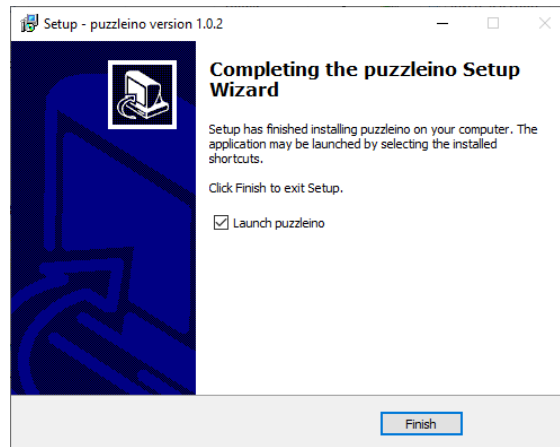 Setup - puzzleino version 1.0.2
Completing the puzzleino Setup
Wizard
Setup has finished installing puzzleino on your computer. The
application may be launched by selecting the installed
shortcuts.
Click Finish to exit Setup.
Launch puzzleino
Finish